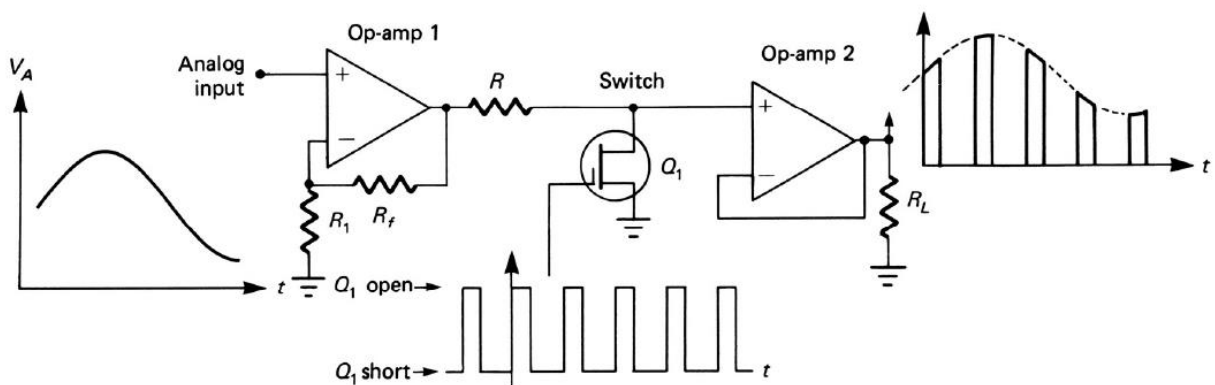 V_A
t
Analog
input
Op-amp 1
+
−
R_1
R_f
R
Switch
Q_1
Op-amp 2
+
−
R_L
t
Q_1 open→
Q_1 short→
t